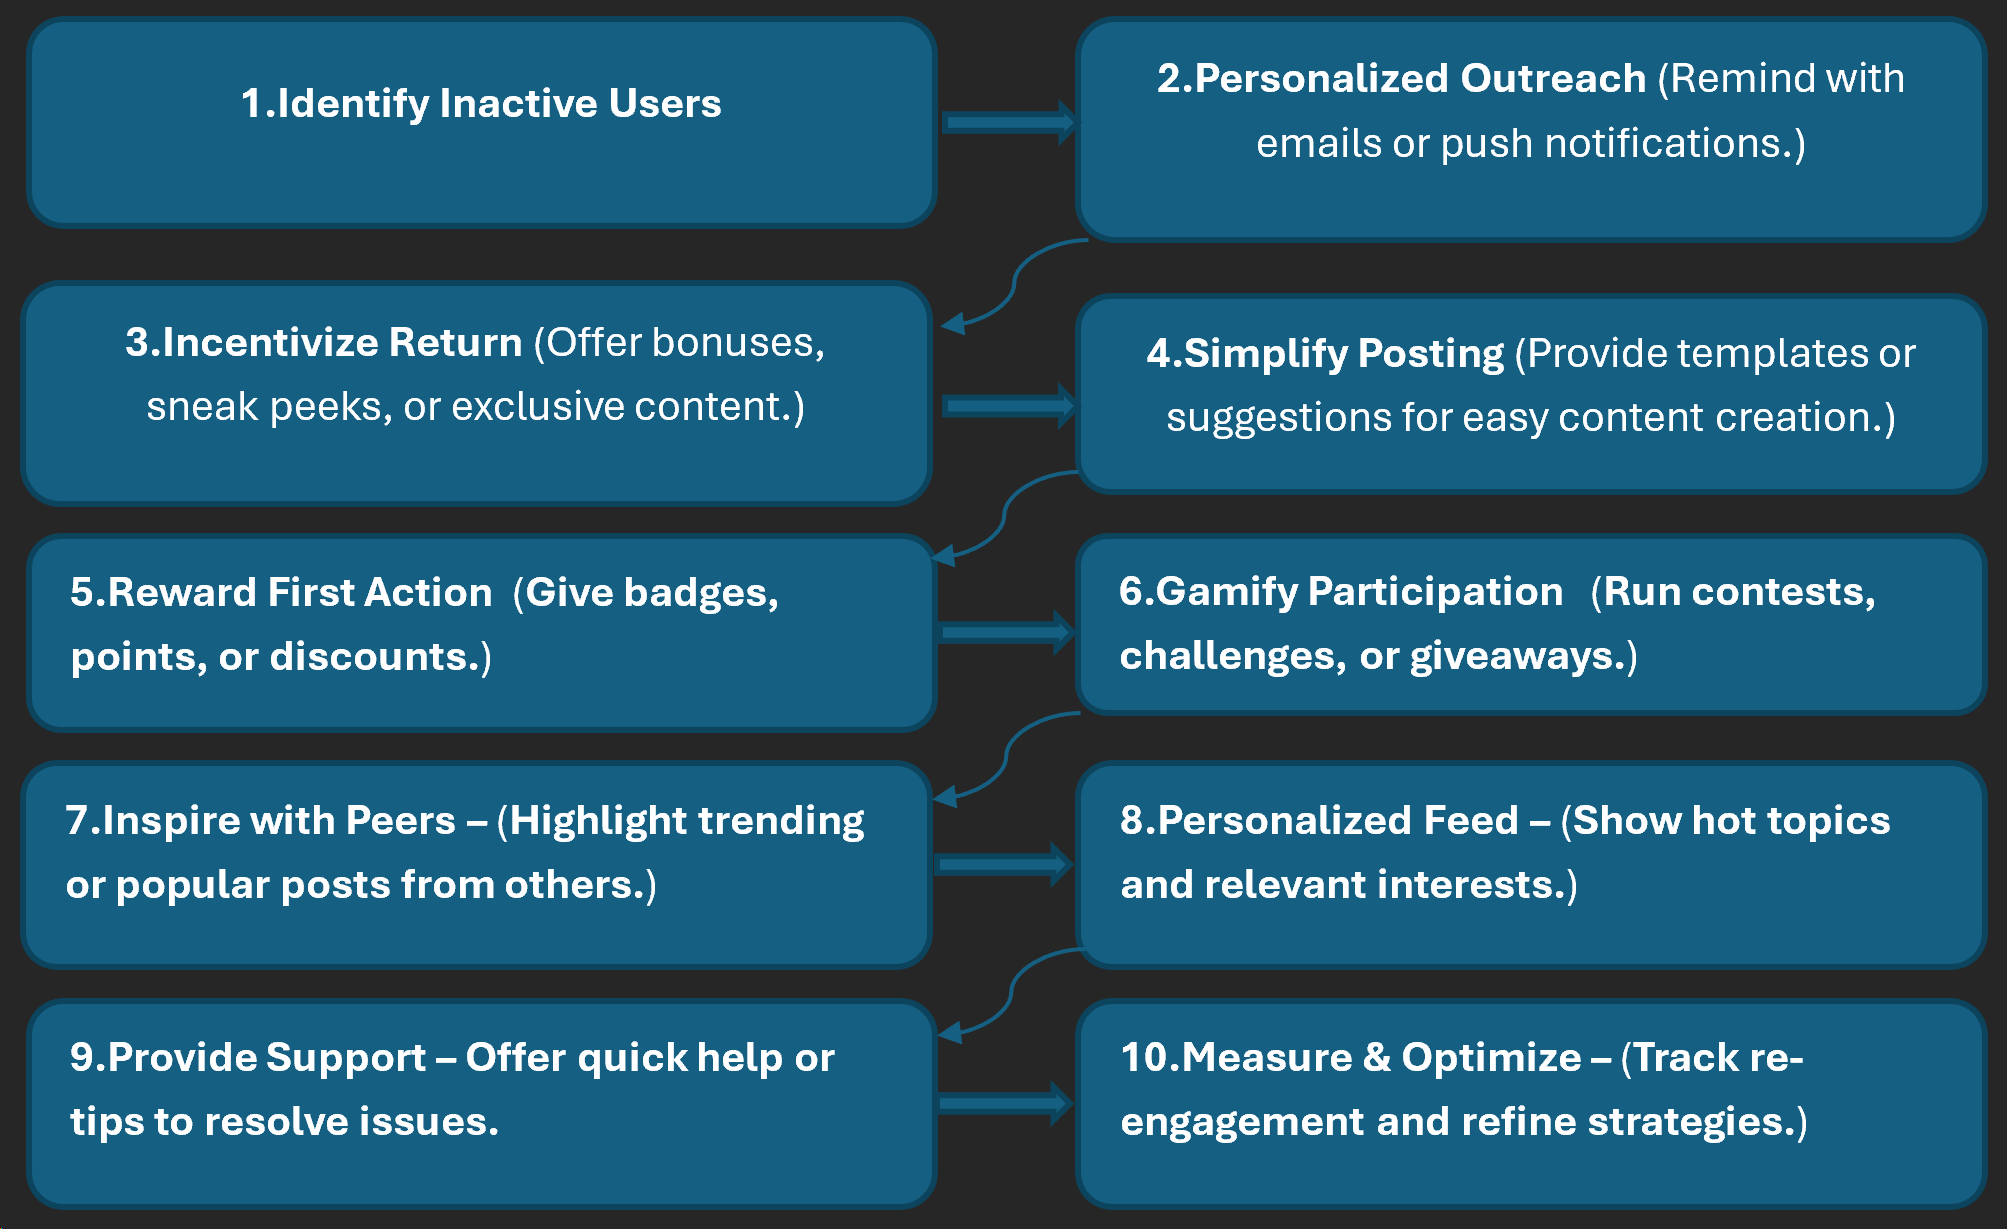 1.Identify Inactive Users
2.Personalized Outreach (Remind with
emails or push notifications.)
3.Incentivize Return (Offer bonuses,
sneak peeks, or exclusive content.)
4.Simplify Posting (Provide templates or
suggestions for easy content creation.)
5.Reward First Action (Give badges,
points, or discounts.)
6.Gamify Participation (Run contests,
challenges, or giveaways.)
7.Inspire with Peers – (Highlight trending
or popular posts from others.)
8.Personalized Feed – (Show hot topics
and relevant interests.)
9.Provide Support – Offer quick help or
tips to resolve issues.
10.Measure & Optimize – (Track re-
engagement and refine strategies.)